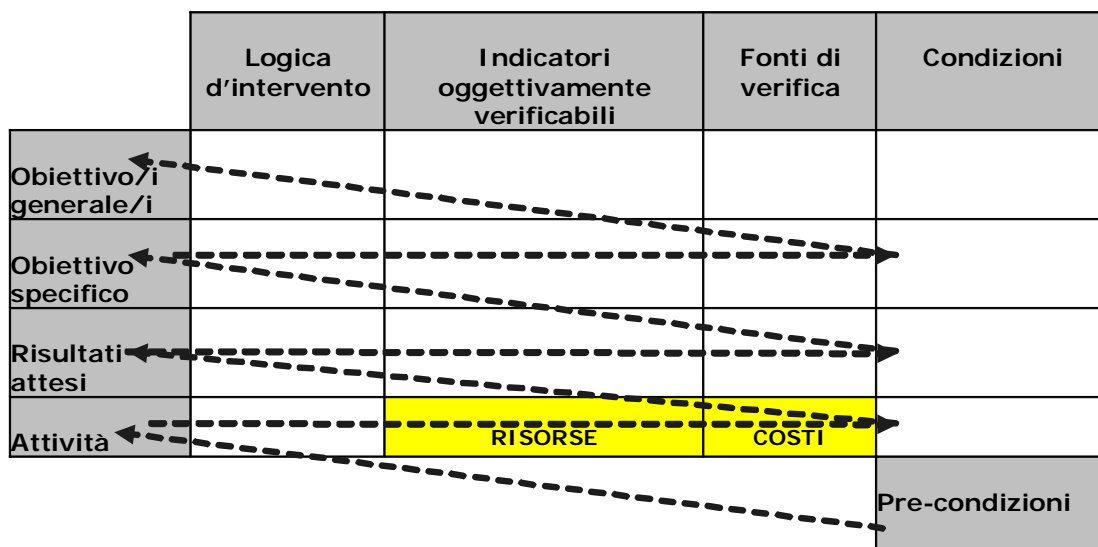 Logica
d'intervento
Indicatori
oggettivamente
verificabili
Fonti di
verifica
Condizioni
Obiettivo/i
generale/i
Obiettivo
specifico
Risultati
attesi
Attività
RISORSE
COSTI
Pre-condizioni